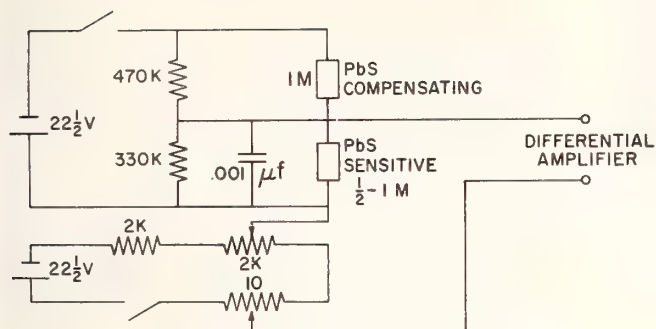 470K
1M
PbS
COMPENSATING
22½V
330K
.001 μf
PbS
SENSITIVE
½-1M
DIFFERENTIAL
AMPLIFIER
2K
22½V
2K
10